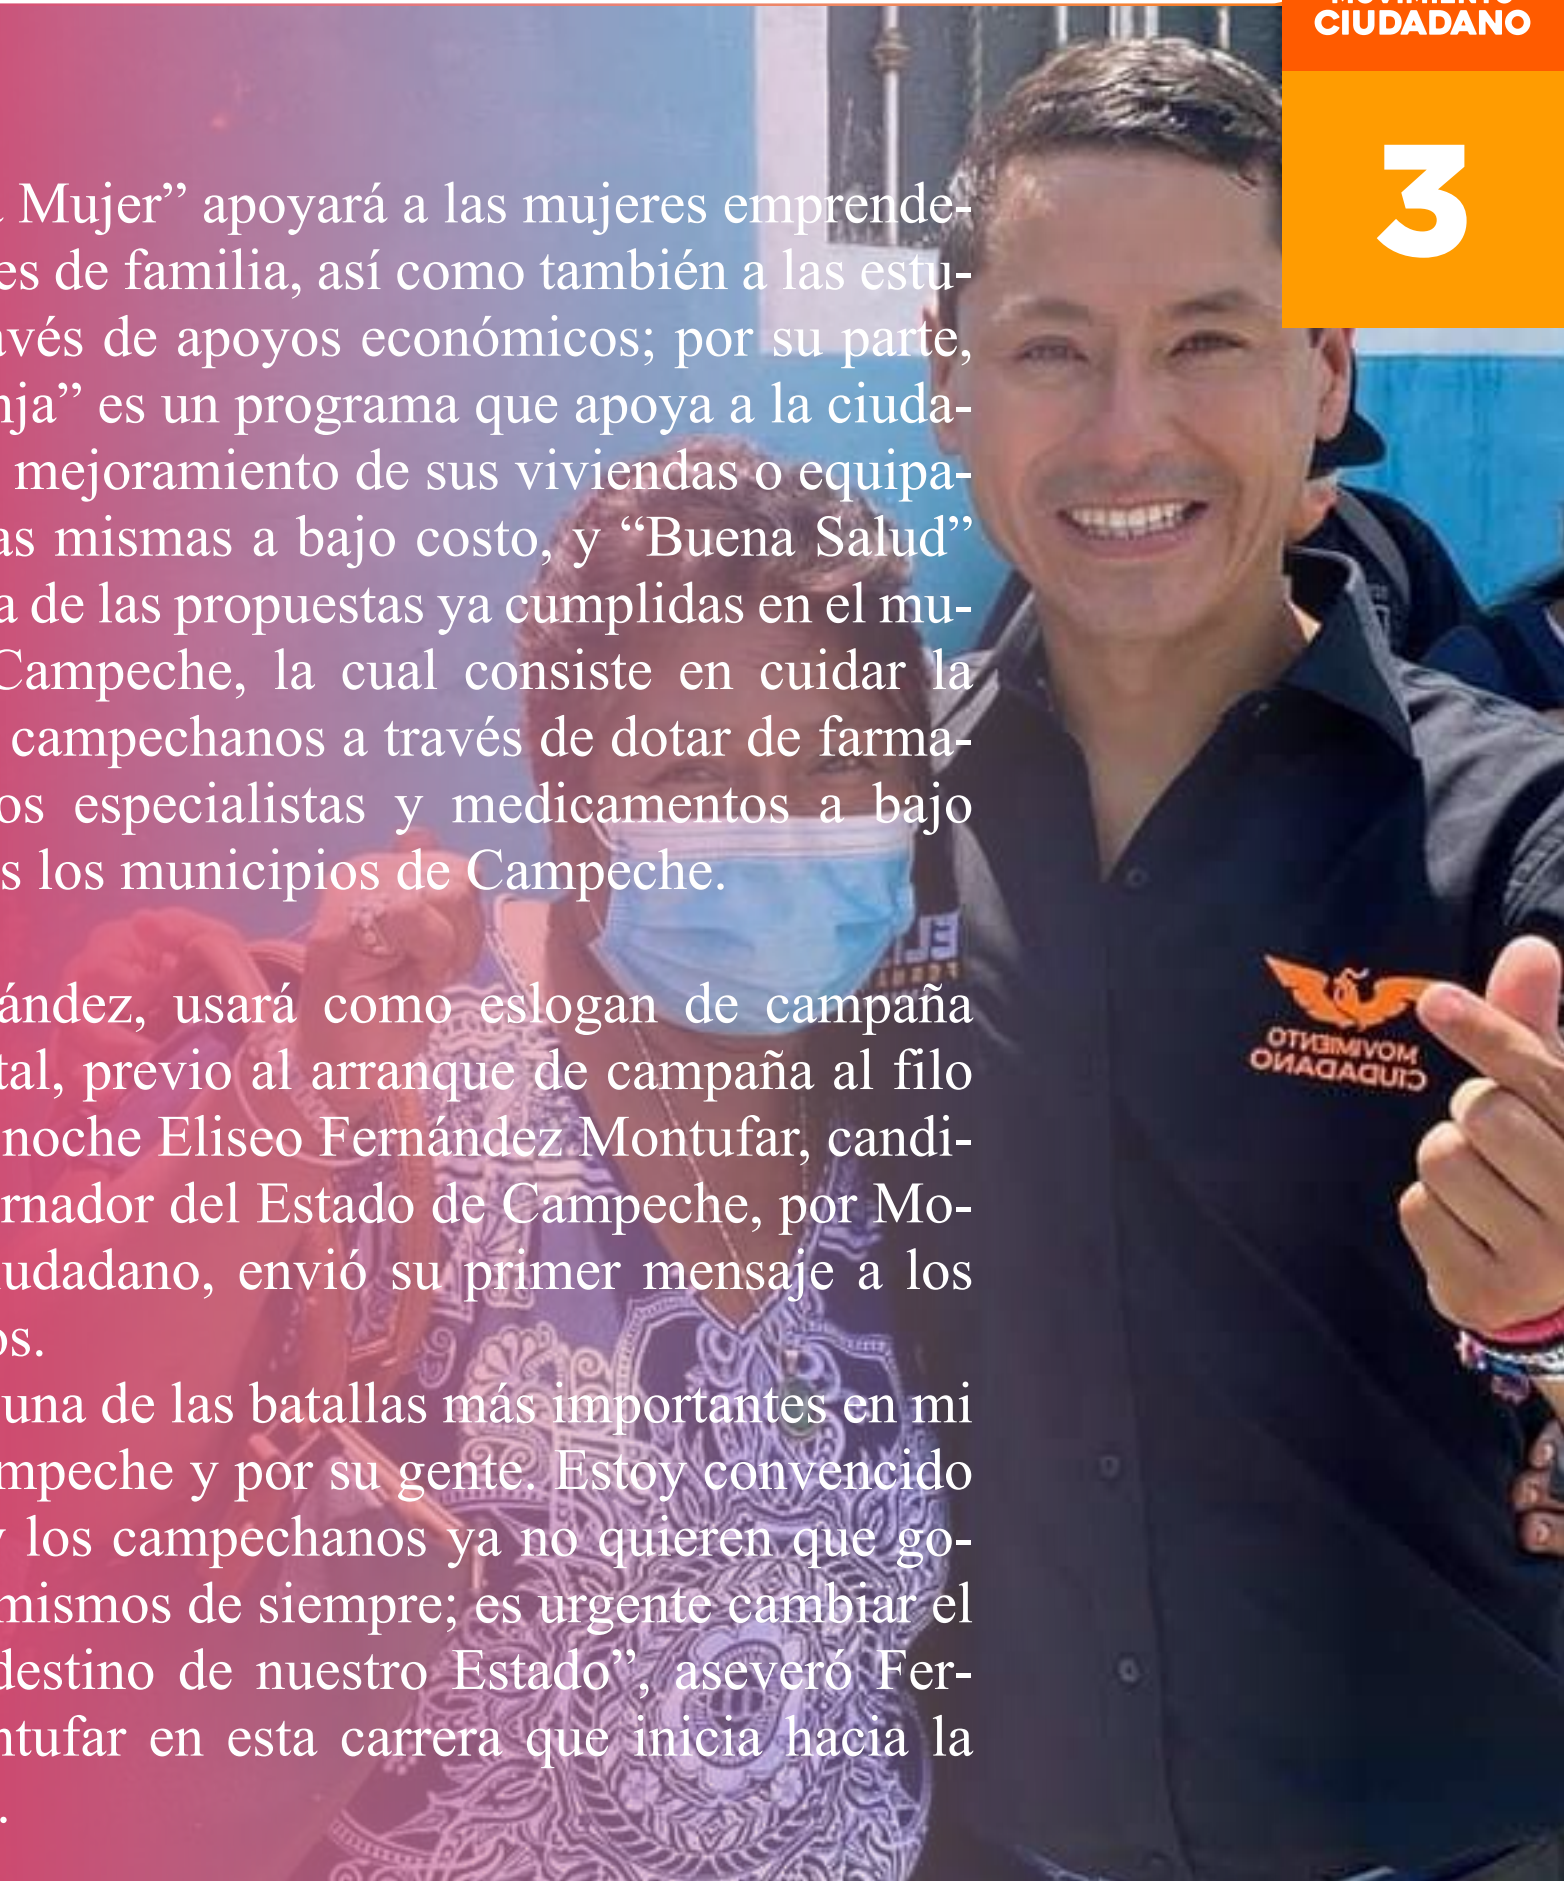 CIUDADANO
3
Mujer” apoyará a las mujeres emprende-
es de familia, así como también a las estu-
avés de apoyos económicos; por su parte,
nja” es un programa que apoya a la ciuda-
mejoramiento de sus viviendas o equipa-
as mismas a bajo costo, y “Buena Salud”
a de las propuestas ya cumplidas en el mu-
Campeche, la cual consiste en cuidar la
campechanos a través de dotar de farma-
os especialistas y medicamentos a bajo
s los municipios de Campeche.
ández, usará como eslogan de campaña
tal, previo al arranque de campaña al filo
noche Eliseo Fernández Montufar, candi-
rnador del Estado de Campeche, por Mo-
iudadano, envió su primer mensaje a los
os.
una de las batallas más importantes en mi
mpeche y por su gente. Estoy convencido
y los campechanos ya no quieren que go-
mismos de siempre; es urgente cambiar el
destino de nuestro Estado”, aseveró Fer-
ntufar en esta carrera que inicia hacia la
.
EL
MOVIMIENTO
CIUDADANO